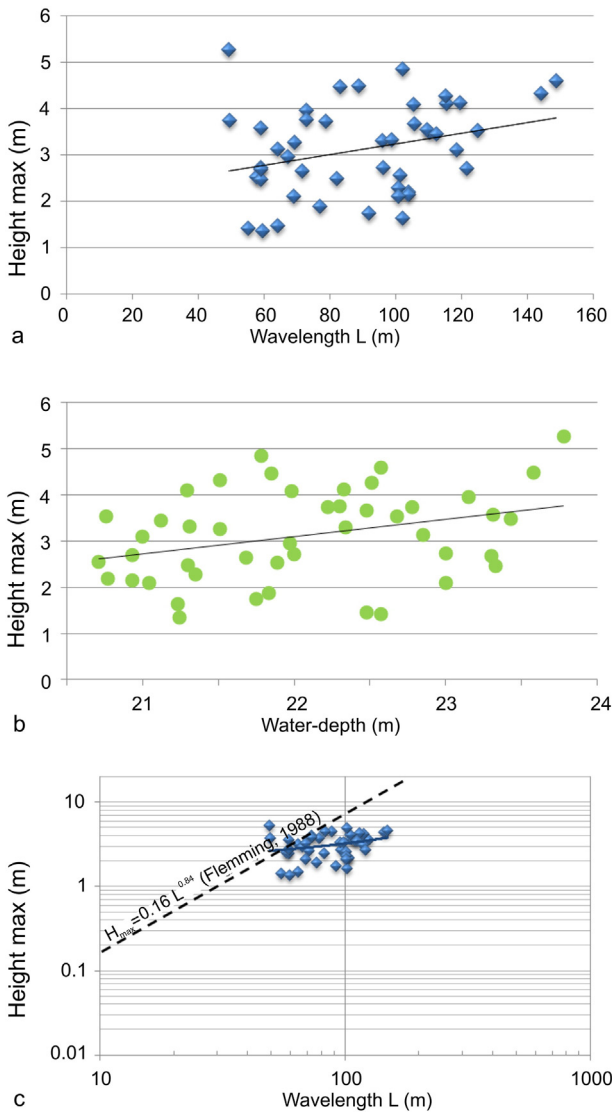 6
5
4
3
2
1
0
Height max (m)
0 20 40 60 80 100 120 140 160
Wavelength L (m)
a
6
5
4
3
2
1
0
Height max (m)
21 22 23 24
Water-depth (m)
b
10
1
0.1
0.01
Height max (m)
Hmax=0.16 L0.84 (Flemming, 1988)
10 100 1000
Wavelength L (m)
c